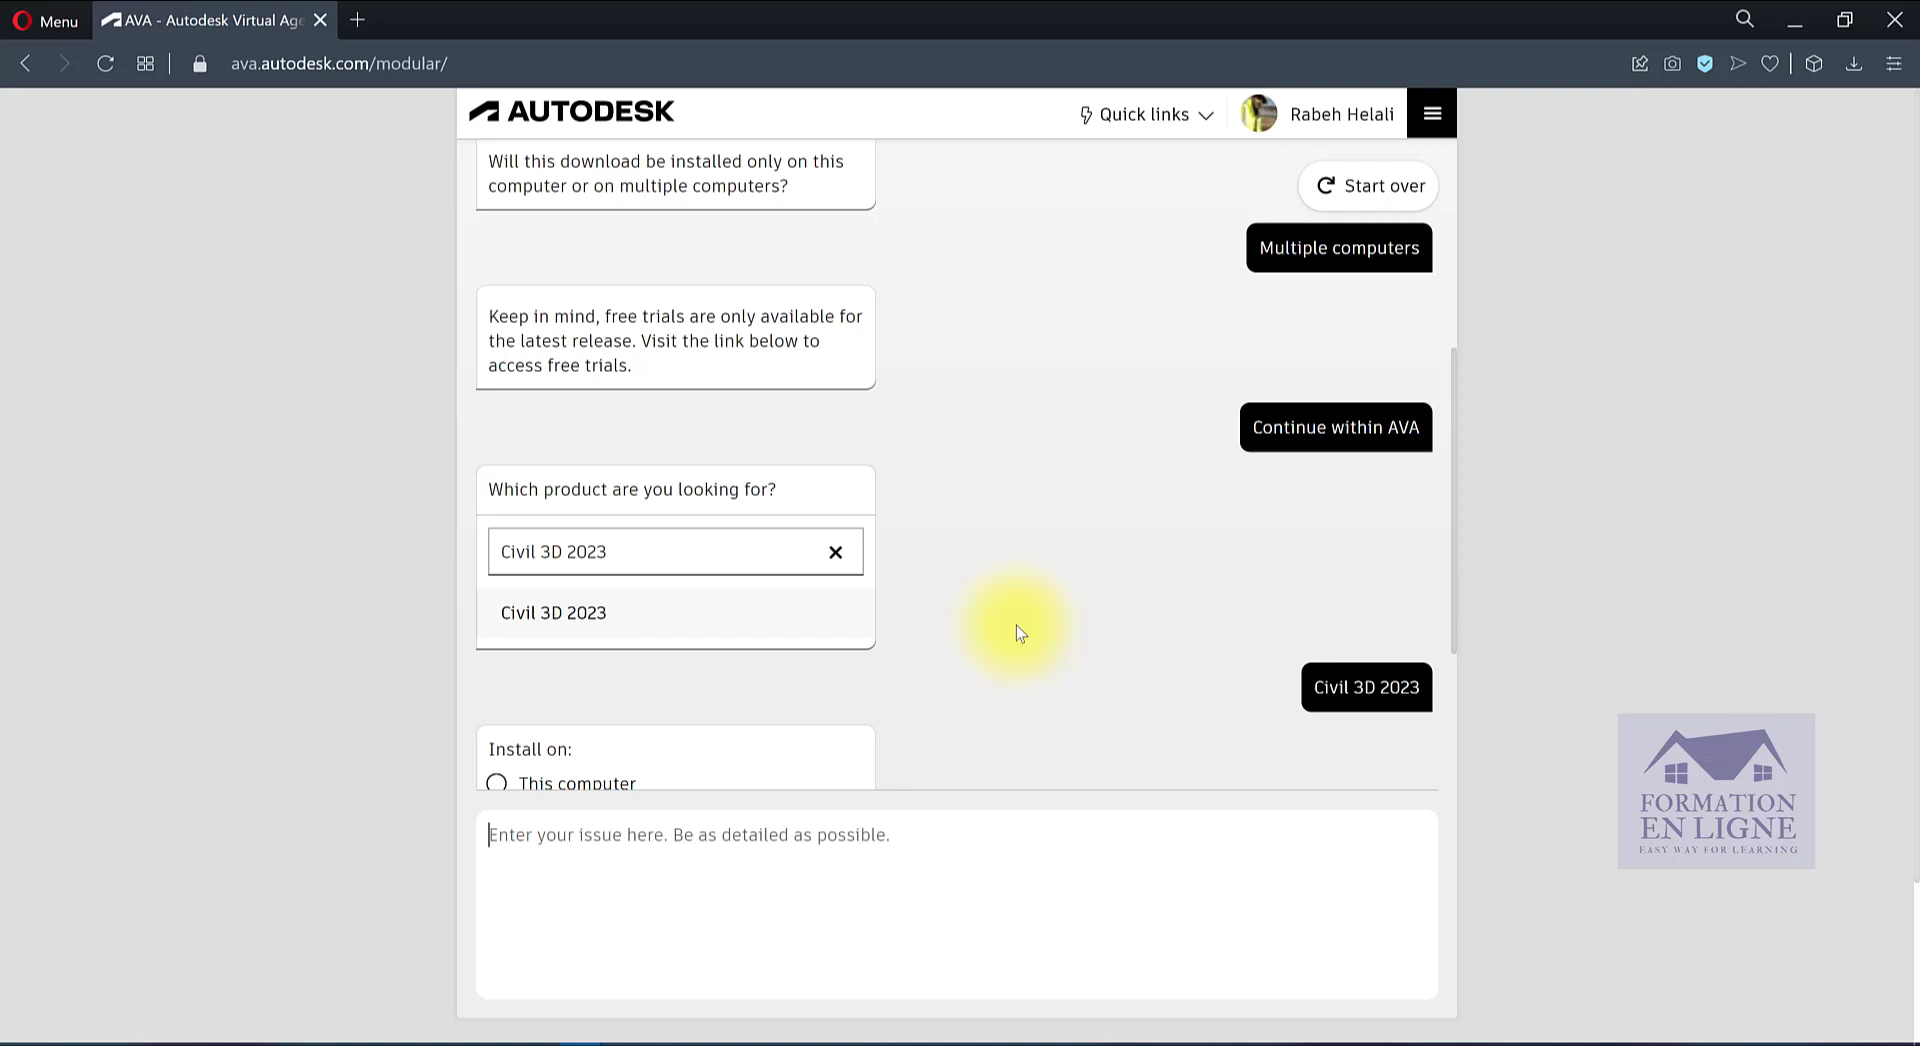 Menu
AVA - Autodesk Virtual Age
ava.autodesk.com/modular/
AUTODESK
Quick links
Rabeh Helali
Will this download be installed only on this
computer or on multiple computers?
Start over
Multiple computers
Keep in mind, free trials are only available for
the latest release. Visit the link below to
access free trials.
Continue within AVA
Which product are you looking for?
Civil 3D 2023
Civil 3D 2023
Civil 3D 2023
Install on:
This computer
Enter your issue here. Be as detailed as possible.
FORMATION
EN LIGNE
EASY WAY FOR LEARNING